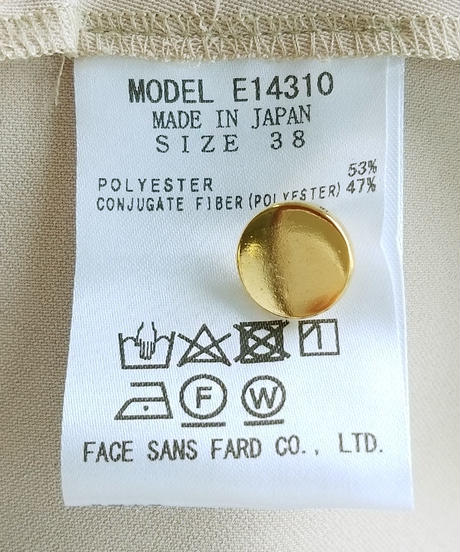 MODEL E14310
MADE IN JAPAN
SIZE 38
POLYESTER 53%
CONJUGATE FIBER (POLYESTER) 47%
F W
FACE SANS FARD CO., LTD.